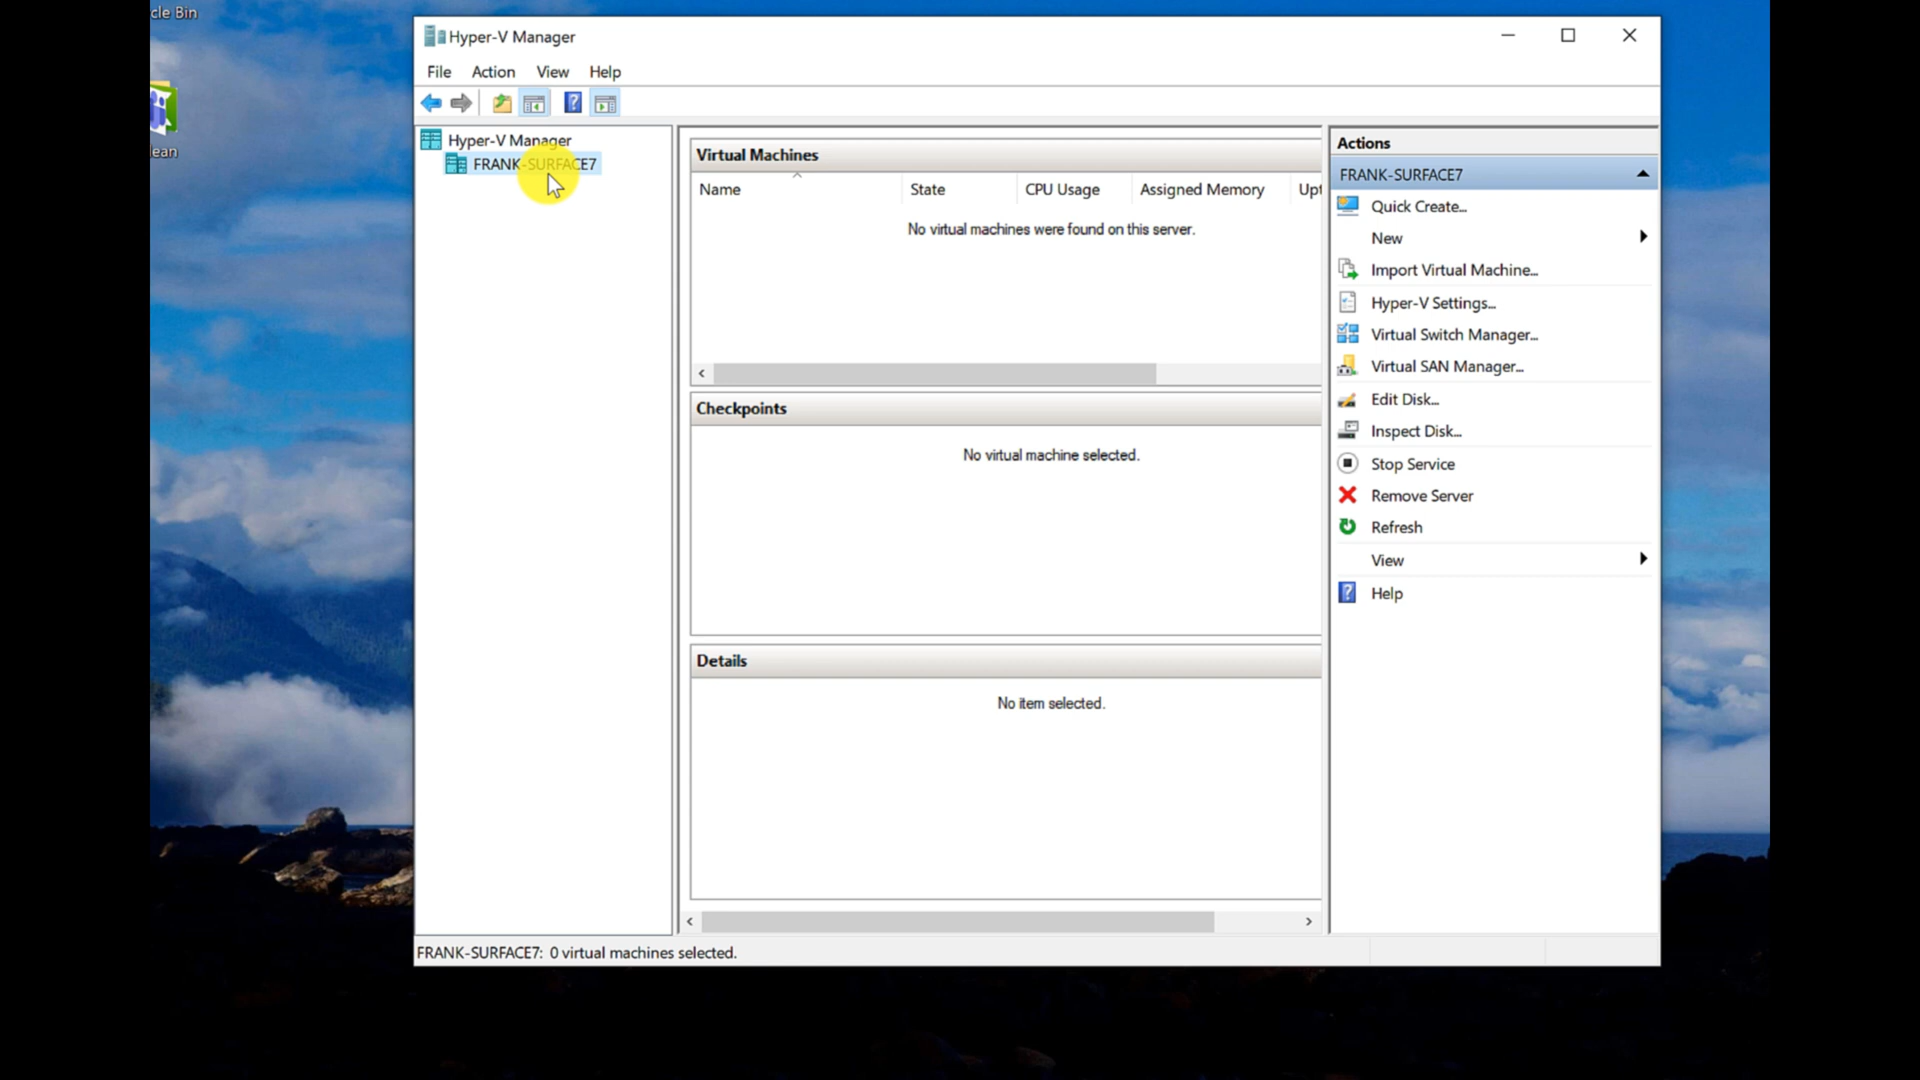 cle Bin
ean
Hyper-V Manager
File Action View Help
Hyper-V Manager
FRANK-SURFACE7
Virtual Machines
Name State CPU Usage Assigned Memory Upt
No virtual machines were found on this server.
Checkpoints
No virtual machine selected.
Details
No item selected.
Actions
FRANK-SURFACE7
Quick Create...
New
Import Virtual Machine...
Hyper-V Settings...
Virtual Switch Manager...
Virtual SAN Manager...
Edit Disk...
Inspect Disk...
Stop Service
Remove Server
Refresh
View
Help
FRANK-SURFACE7: 0 virtual machines selected.